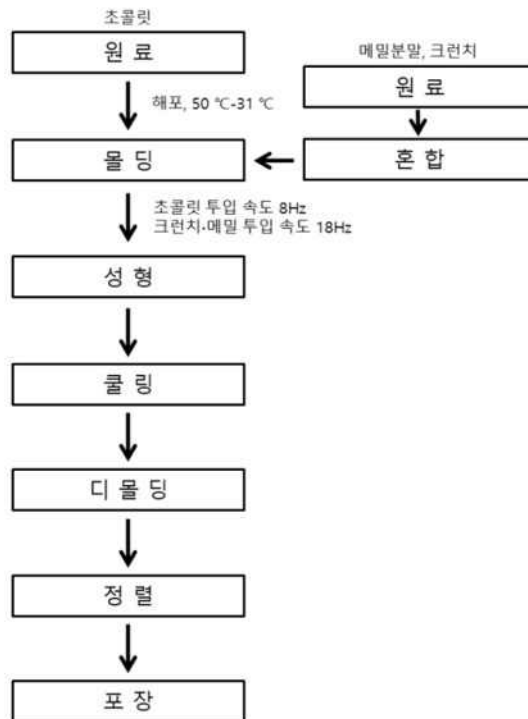 초콜릿
원 료
메밀분말, 크런치
원 료
해포, 50 ℃-31 ℃
몰 딩
혼 합
초콜릿 투입 속도 8Hz
크런치·메밀 투입 속도 18Hz
성 형
쿨 링
디 몰 딩
정 렬
포 장